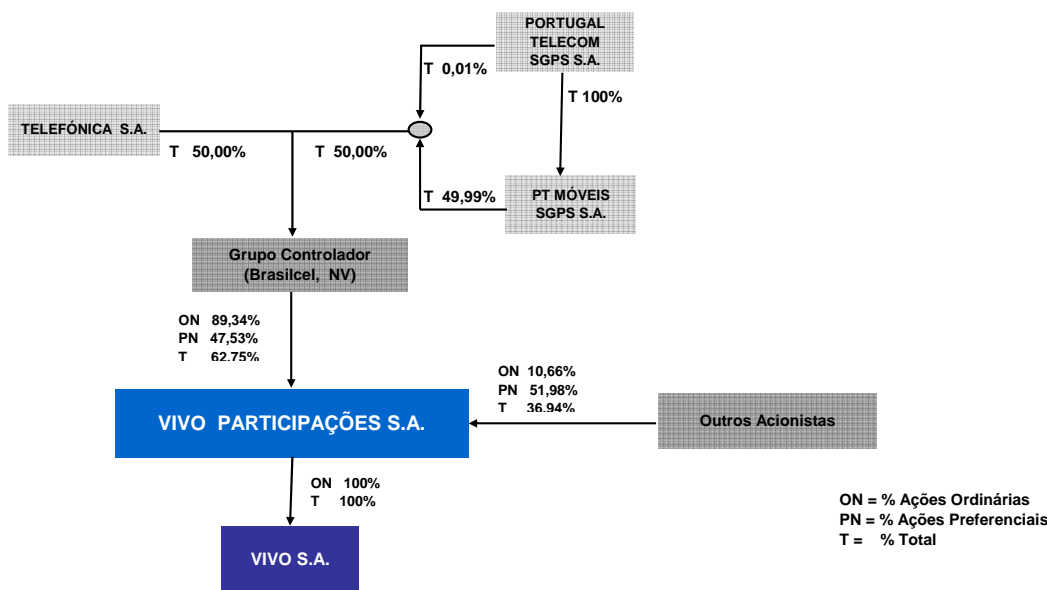 PORTUGAL
TELECOM
SGPS S.A.
T 0,01%
T 100%
TELEFÓNICA S.A.
T 50,00%
T 50,00%
T 49,99%
PT MÓVEIS
SGPS S.A.
Grupo Controlador
(Brasilcel, NV)
ON 89,34%
PN 47,53%
T 62,75%
ON 10,66%
PN 51,98%
T 36,94%
VIVO PARTICIPAÇÕES S.A.
Outros Acionistas
ON 100%
T 100%
ON = % Ações Ordinárias
PN = % Ações Preferenciais
T = % Total
VIVO S.A.